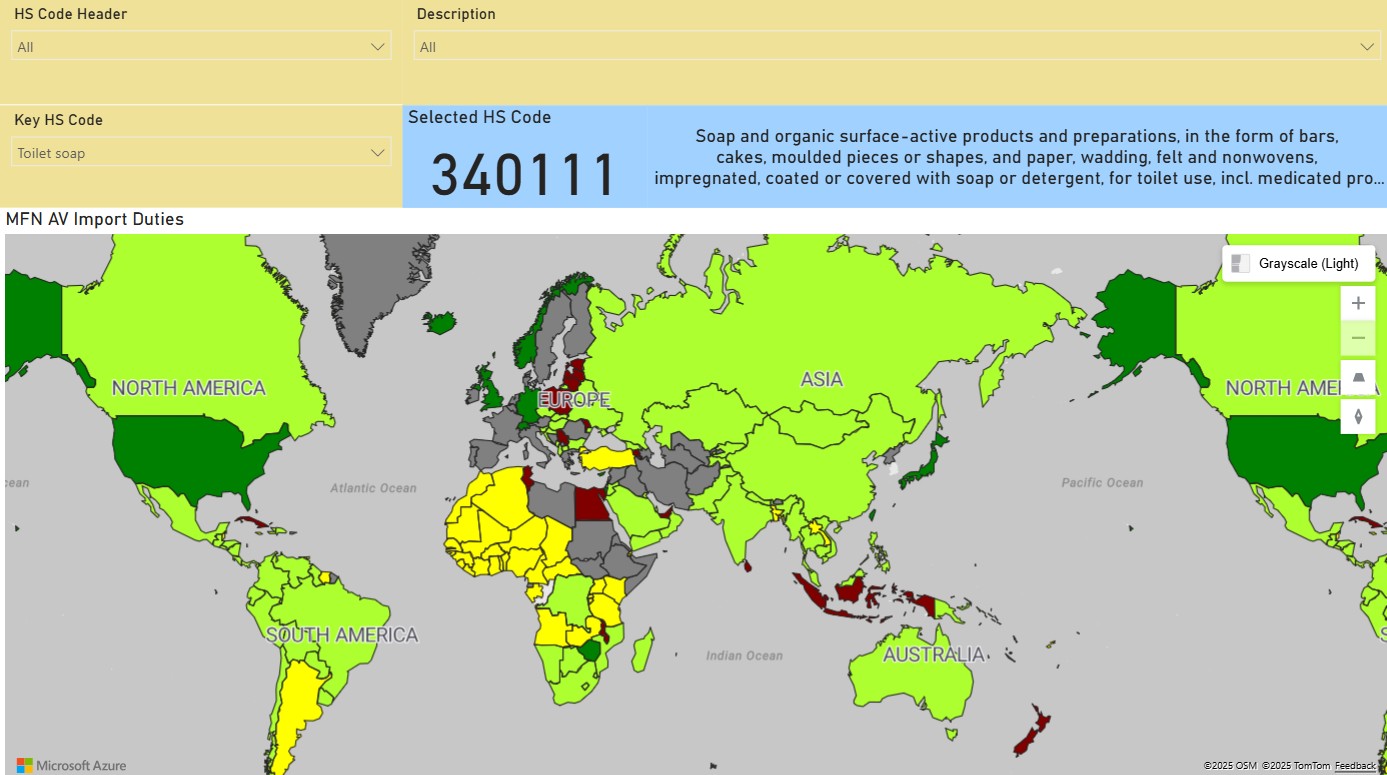 HS Code Header
Description
All
All
Key HS Code
Toilet soap
Selected HS Code
340111
Soap and organic surface-active products and preparations, in the form of bars,
cakes, moulded pieces or shapes, and paper, wadding, felt and nonwovens,
impregnated, coated or covered with soap or detergent, for toilet use, incl. medicated pro...
MFN AV Import Duties
Grayscale (Light)
NORTH AMERICA
ASIA
NORTH AME A
EUROPE
ean
Atlantic Ocean
Pacific Ocean
SOUTH AMERICA
S
Indian Ocean
AUSTRALIA
Microsoft Azure
©2025 OSM ©2025 TomTom Feedback